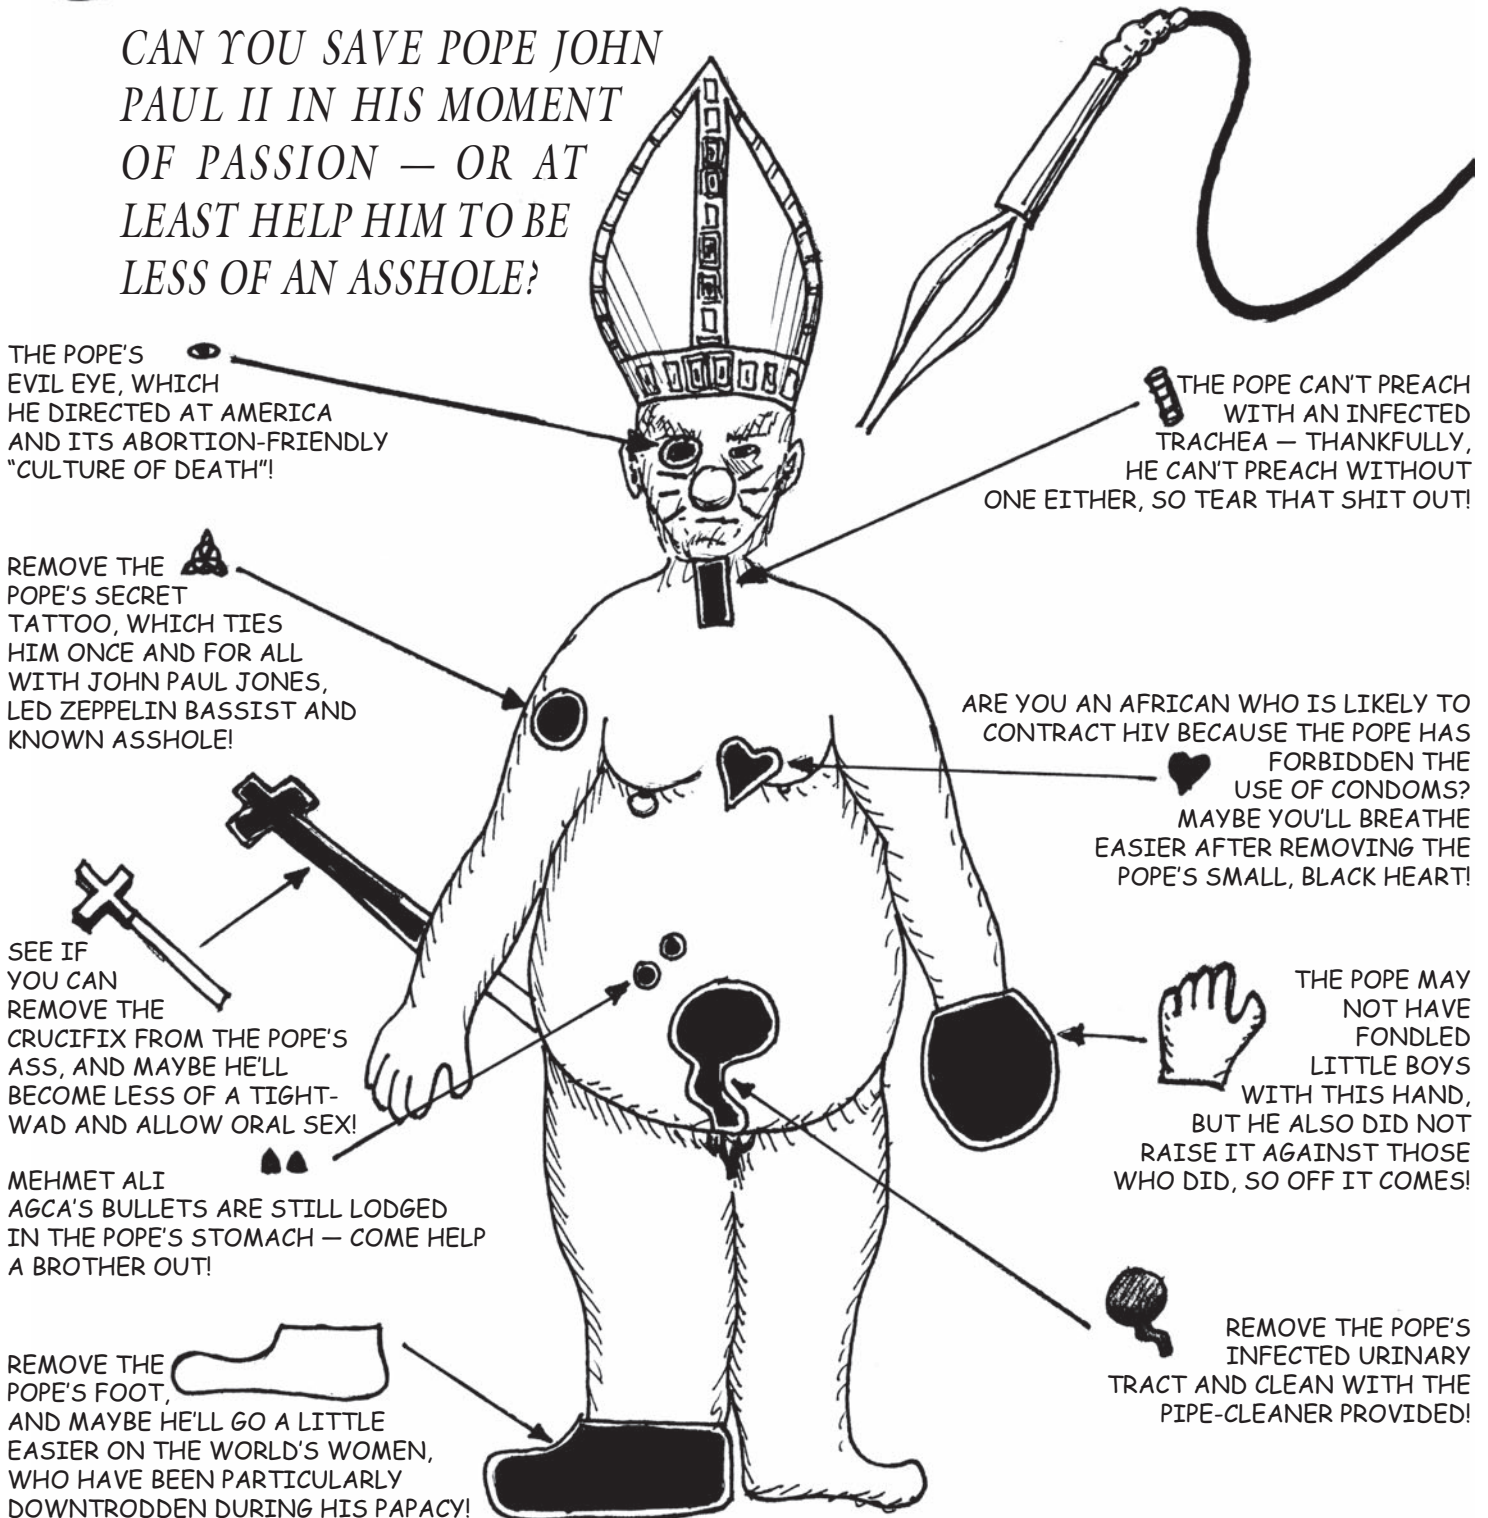 CAN YOU SAVE POPE JOHN
PAUL II IN HIS MOMENT
OF PASSION — OR AT
LEAST HELP HIM TO BE
LESS OF AN ASSHOLE?
THE POPE'S
EVIL EYE, WHICH
HE DIRECTED AT AMERICA
AND ITS ABORTION-FRIENDLY
“CULTURE OF DEATH”!
REMOVE THE
POPE'S SECRET
TATTOO, WHICH TIES
HIM ONCE AND FOR ALL
WITH JOHN PAUL JONES,
LED ZEPPELIN BASSIST AND
KNOWN ASSHOLE!
SEE IF
YOU CAN
REMOVE THE
CRUCIFIX FROM THE POPE'S
ASS, AND MAYBE HE'LL
BECOME LESS OF A TIGHT-
WAD AND ALLOW ORAL SEX!
MEHMET ALI
AGCA'S BULLETS ARE STILL LODGED
IN THE POPE'S STOMACH — COME HELP
A BROTHER OUT!
REMOVE THE
POPE'S FOOT,
AND MAYBE HE'LL GO A LITTLE
EASIER ON THE WORLD'S WOMEN,
WHO HAVE BEEN PARTICULARLY
DOWNTRODDEN DURING HIS PAPACY!
THE POPE CAN'T PREACH
WITH AN INFECTED
TRACHEA — THANKFULLY,
HE CAN'T PREACH WITHOUT
ONE EITHER, SO TEAR THAT SHIT OUT!
ARE YOU AN AFRICAN WHO IS LIKELY TO
CONTRACT HIV BECAUSE THE POPE HAS
FORBIDDEN THE
USE OF CONDOMS?
MAYBE YOU'LL BREATHE
EASIER AFTER REMOVING THE
POPE'S SMALL, BLACK HEART!
THE POPE MAY
NOT HAVE
FONDLED
LITTLE BOYS
WITH THIS HAND,
BUT HE ALSO DID NOT
RAISE IT AGAINST THOSE
WHO DID, SO OFF IT COMES!
REMOVE THE POPE'S
INFECTED URINARY
TRACT AND CLEAN WITH THE
PIPE-CLEANER PROVIDED!